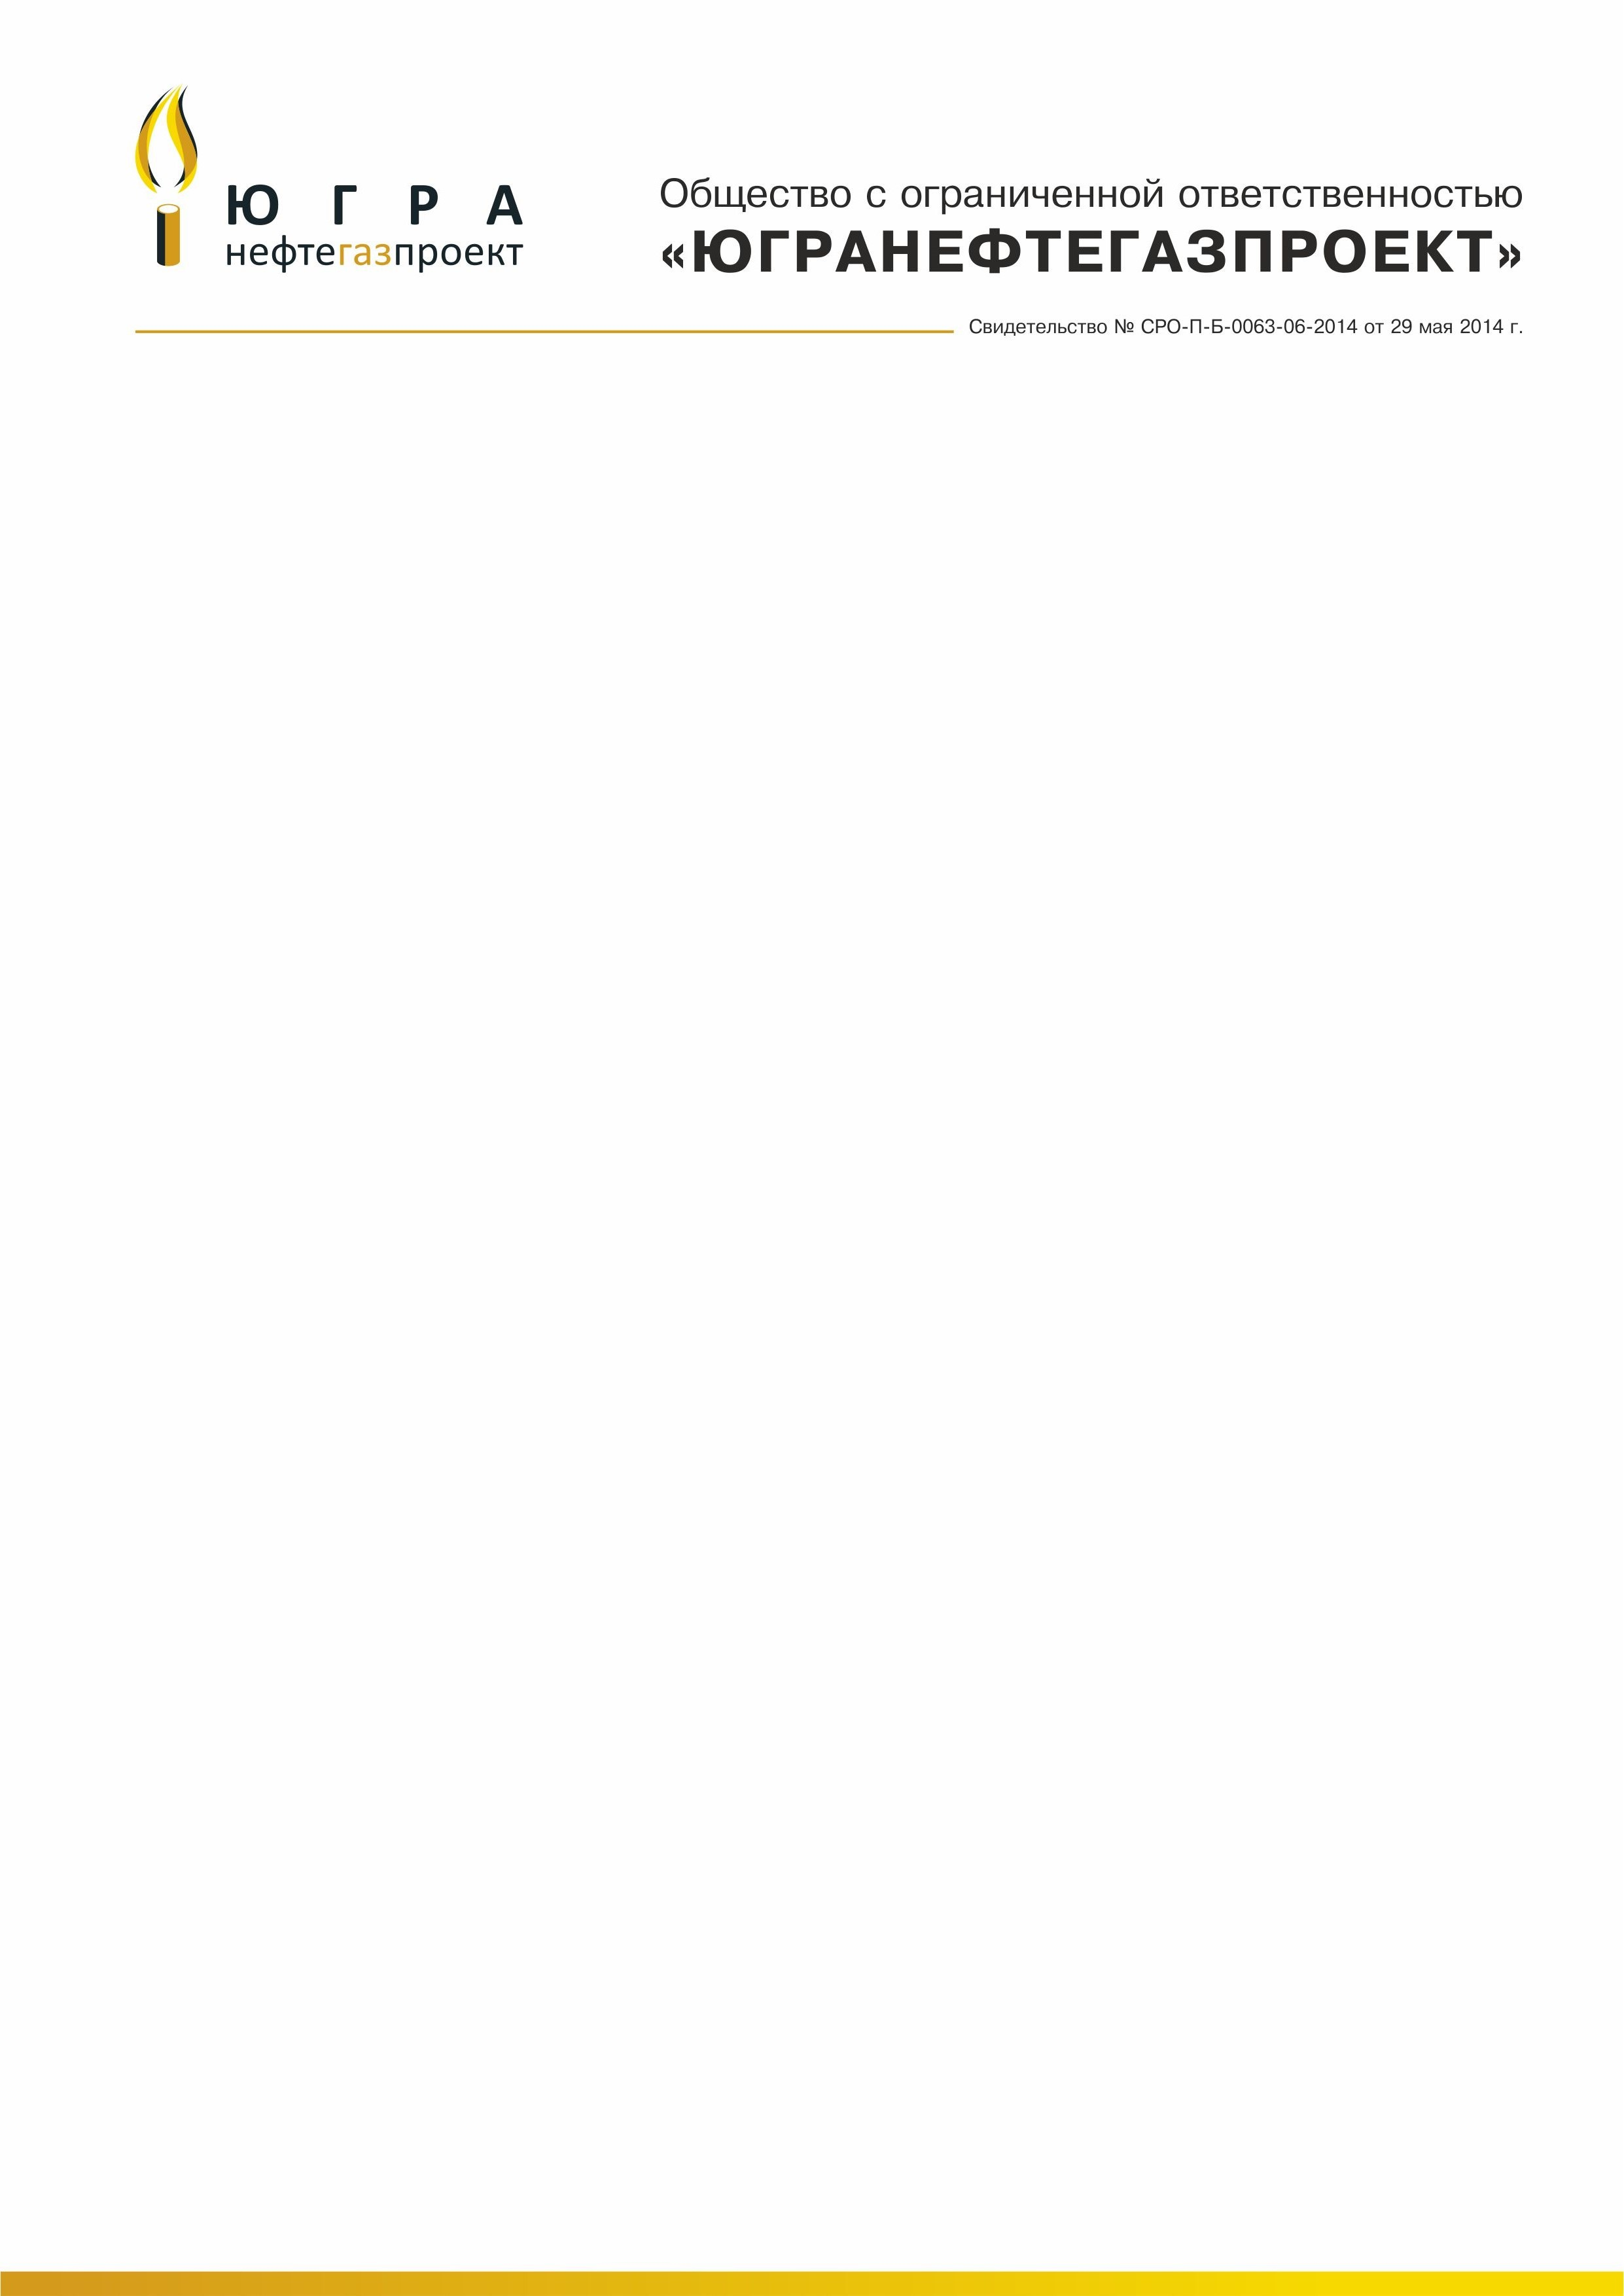 Ю Г Р А
нефтегазпроект
Общество с ограниченной ответственностью
«ЮГРАНЕФТЕГАЗПРОЕКТ»
Свидетельство № СРО-П-Б-0063-06-2014 от 29 мая 2014 г.